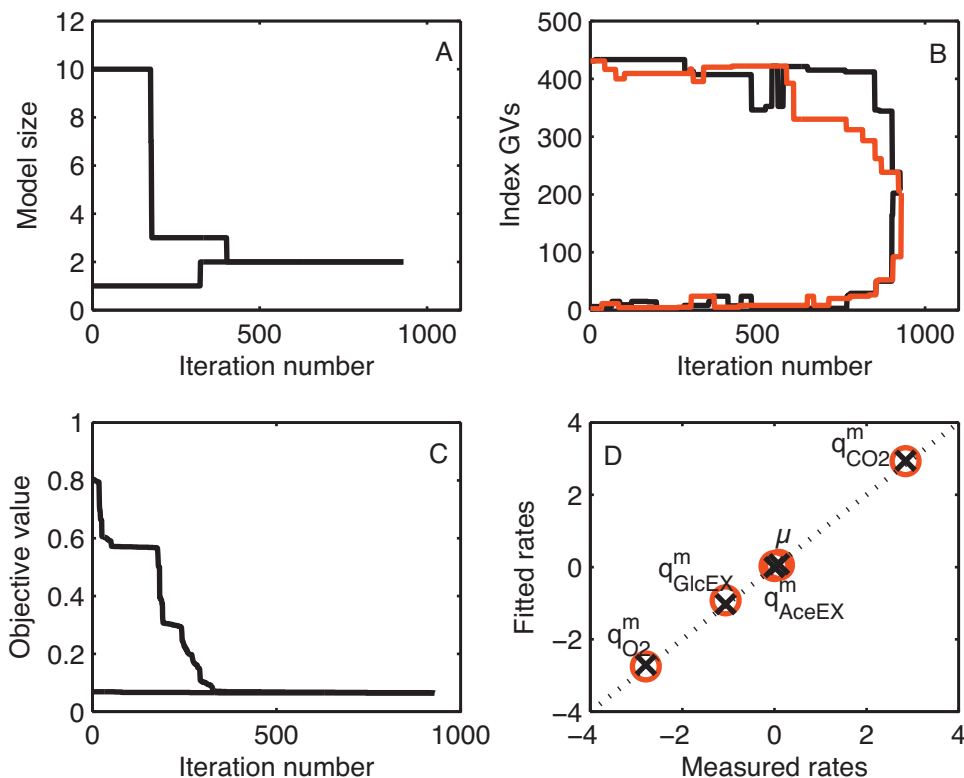 A
Model size
12
10
8
6
4
2
0
0
500
1000
Iteration number
B
Index GVs
500
400
300
200
100
0
0
500
1000
Iteration number
C
Objective value
1
0.8
0.6
0.4
0.2
0
0
500
1000
Iteration number
D
Fitted rates
4
2
0
−2
−4
−4
−2
0
2
4
Measured rates
q^m_CO2
μ
q^m_GlcEX
q^m_AceEX
q^m_O2